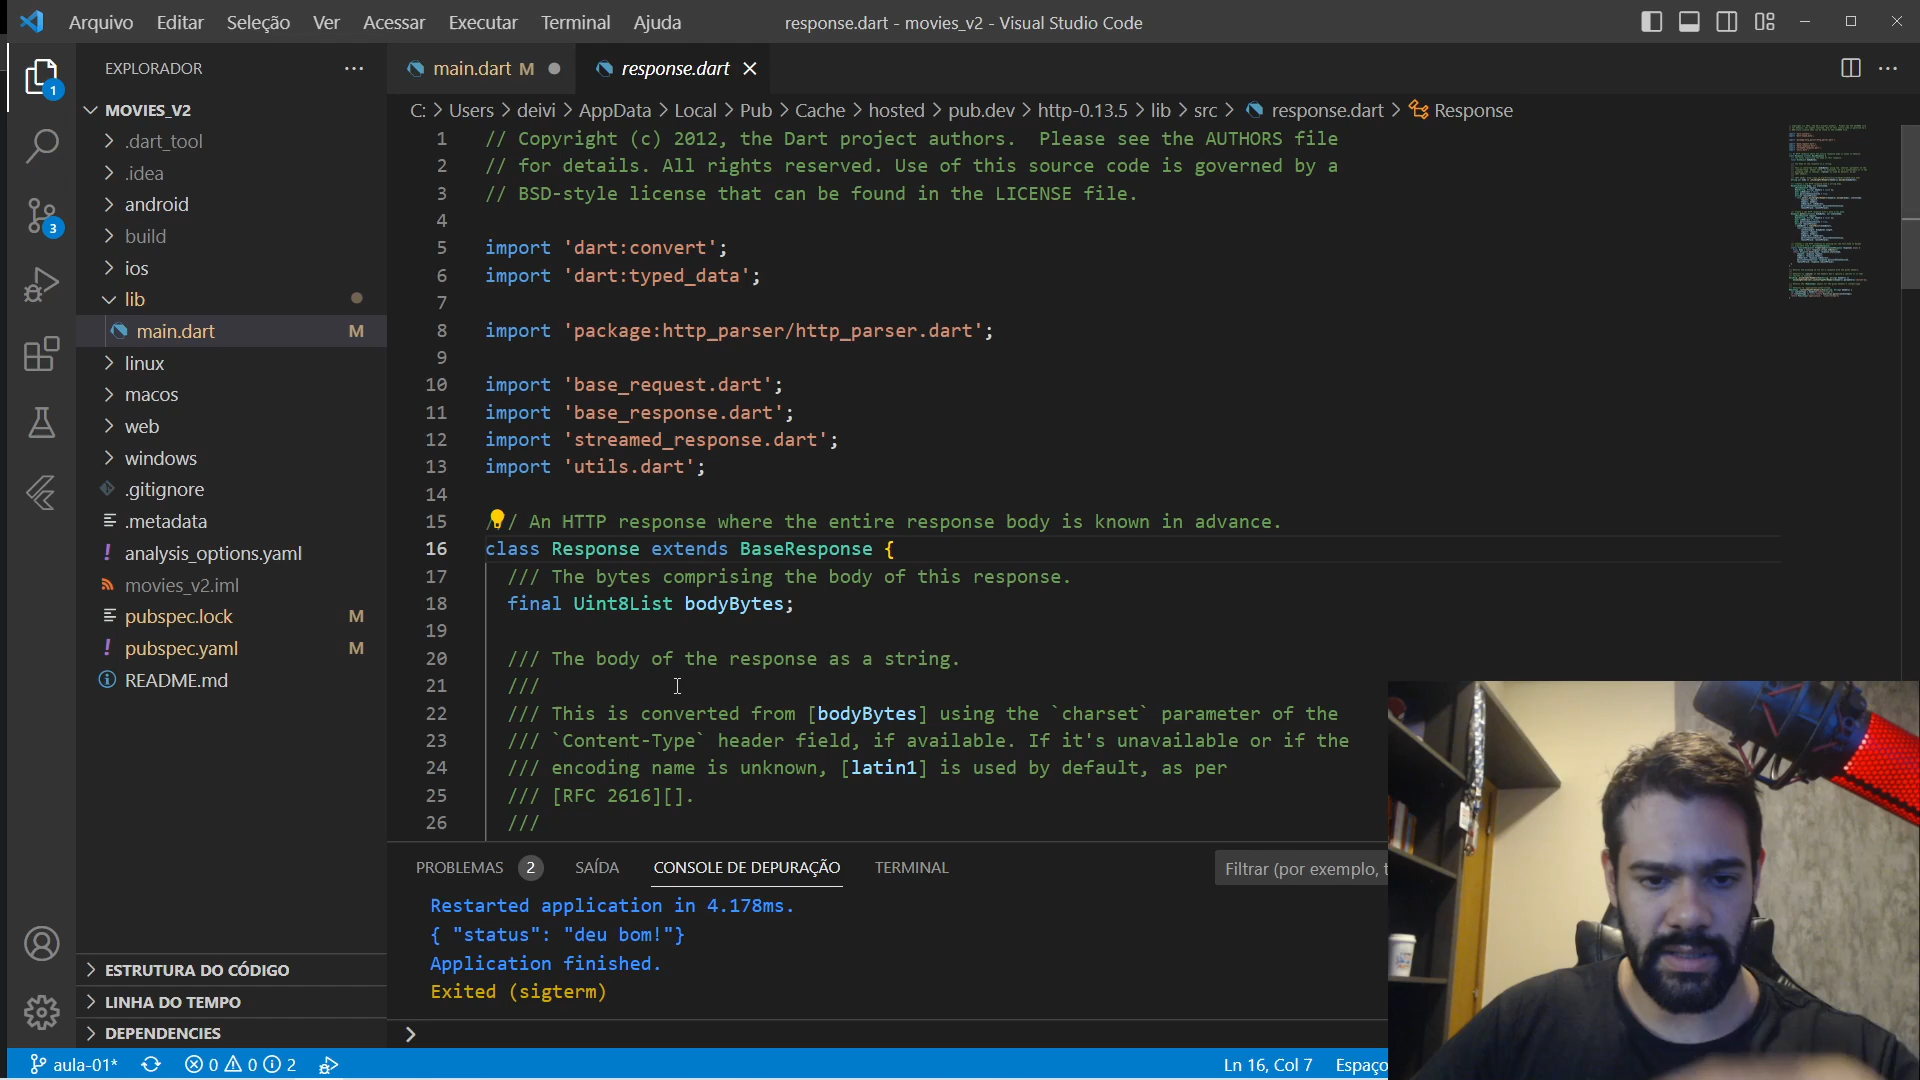 Arquivo Editar Seleção Ver Acessar Executar Terminal Ajuda
response.dart - movies_v2 - Visual Studio Code
EXPLORADOR
main.dart M
response.dart
C: > Users > deivi > AppData > Local > Pub > Cache > hosted > pub.dev > http-0.13.5 > lib > src > response.dart > Response
1
3
MOVIES_V2
.dart_tool
.idea
android
build
ios
lib
main.dart M
linux
macos
web
windows
.gitignore
.metadata
analysis_options.yaml
movies_v2.iml
pubspec.lock M
pubspec.yaml M
README.md
ESTRUTURA DO CÓDIGO
LINHA DO TEMPO
DEPENDENCIES
1 // Copyright (c) 2012, the Dart project authors.  Please see the AUTHORS file
2 // for details. All rights reserved. Use of this source code is governed by a
3 // BSD-style license that can be found in the LICENSE file.
4
5 import 'dart:convert';
6 import 'dart:typed_data';
7
8 import 'package:http_parser/http_parser.dart';
9
10 import 'base_request.dart';
11 import 'base_response.dart';
12 import 'streamed_response.dart';
13 import 'utils.dart';
14
15 /// An HTTP response where the entire response body is known in advance.
16 class Response extends BaseResponse {
17 /// The bytes comprising the body of this response.
18 final Uint8List bodyBytes;
19
20 /// The body of the response as a string.
21 ///
22 /// This is converted from [bodyBytes] using the `charset` parameter of the
23 /// `Content-Type` header field, if available. If it's unavailable or if the
24 /// encoding name is unknown, [latin1] is used by default, as per
25 /// [RFC 2616][].
26 ///
PROBLEMAS 2 SAÍDA CONSOLE DE DEPURAÇÃO TERMINAL
Filtrar (por exemplo, t
Restarted application in 4.178ms.
{ "status": "deu bom!"}
Application finished.
Exited (sigterm)
aula-01* 0 0 2
Ln 16, Col 7 Espaço